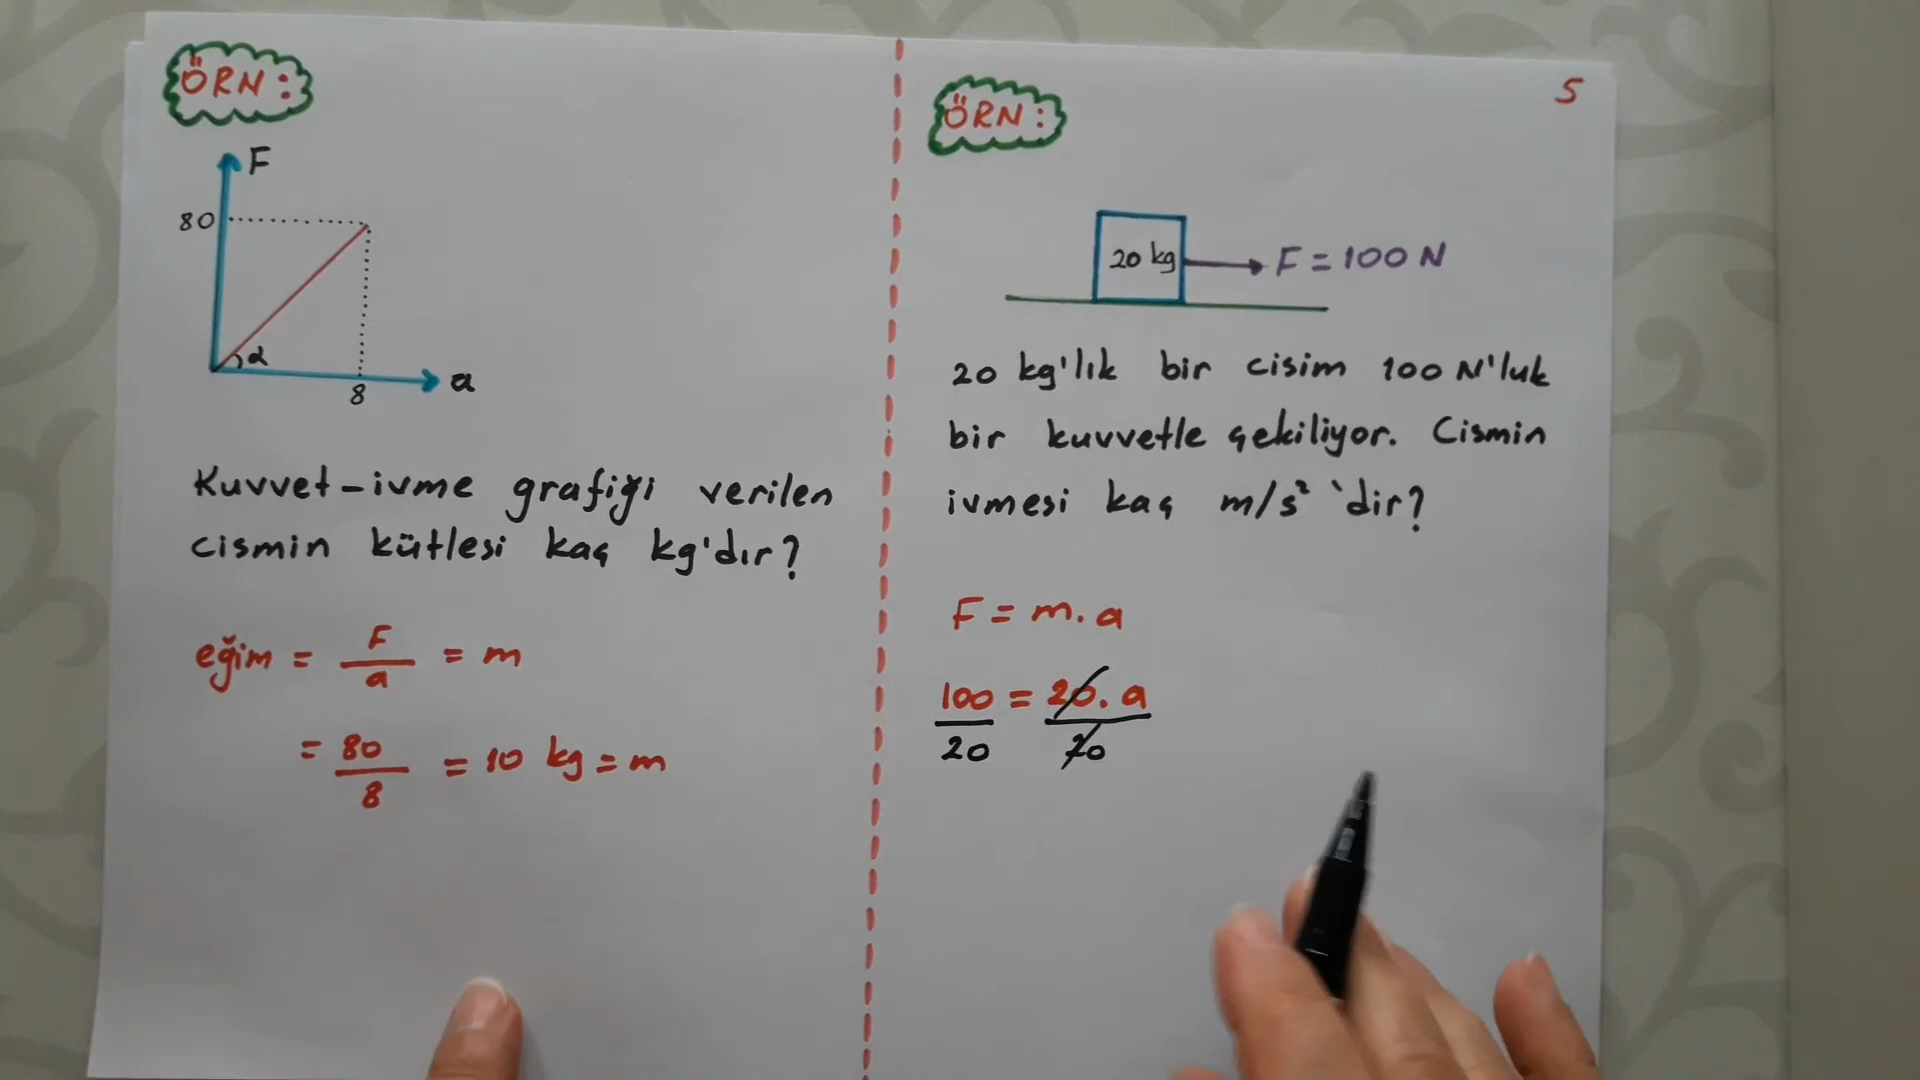 ÖRN:
F
80
α
8
a
Kuvvet-ivme grafiği verilen
cismin kütlesi kaç kg'dır?
eğim = F/a = m
= 80/8 = 10 kg = m
5
ÖRN:
20 kg
F = 100 N
20 kg'lık bir cisim 100 N'luk
bir kuvvetle çekiliyor. Cismin
ivmesi kaç m/s² 'dir?
F = m.a
100/20 = 20.a/20